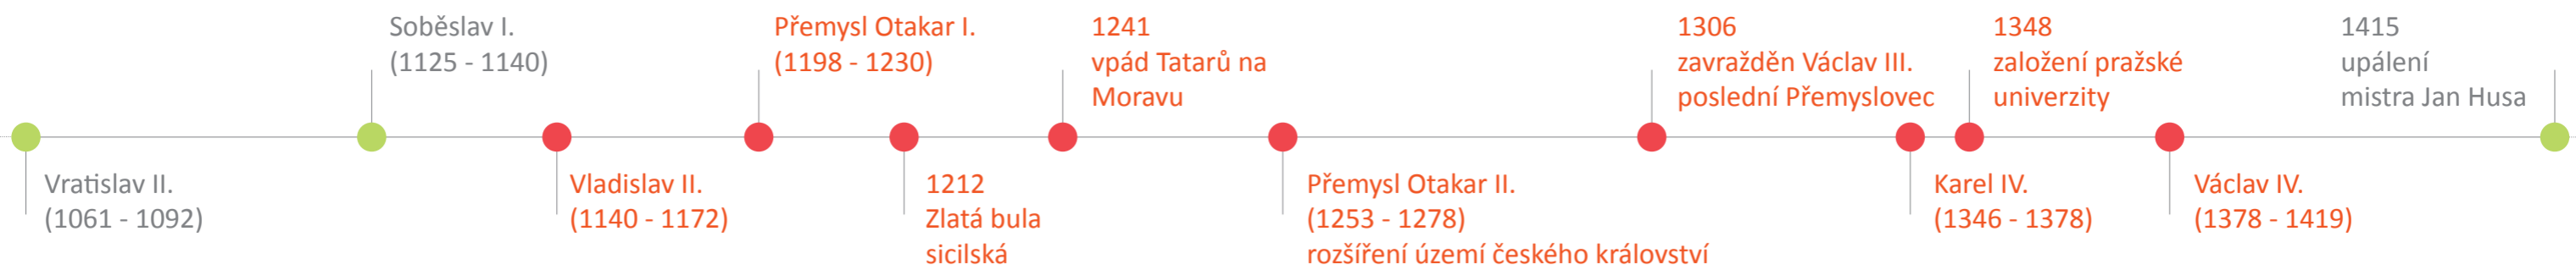 Soběslav I.
(1125 - 1140)
Přemysl Otakar I.
(1198 - 1230)
1241
vpád Tatarů na
Moravu
1306
zavražděn Václav III.
poslední Přemyslovec
1348
založení pražské
univerzity
1415
upálení
mistra Jan Husa
Vratislav II.
(1061 - 1092)
Vladislav II.
(1140 - 1172)
1212
Zlatá bula
sicilská
Přemysl Otakar II.
(1253 - 1278)
rozšíření území českého království
Karel IV.
(1346 - 1378)
Václav IV.
(1378 - 1419)